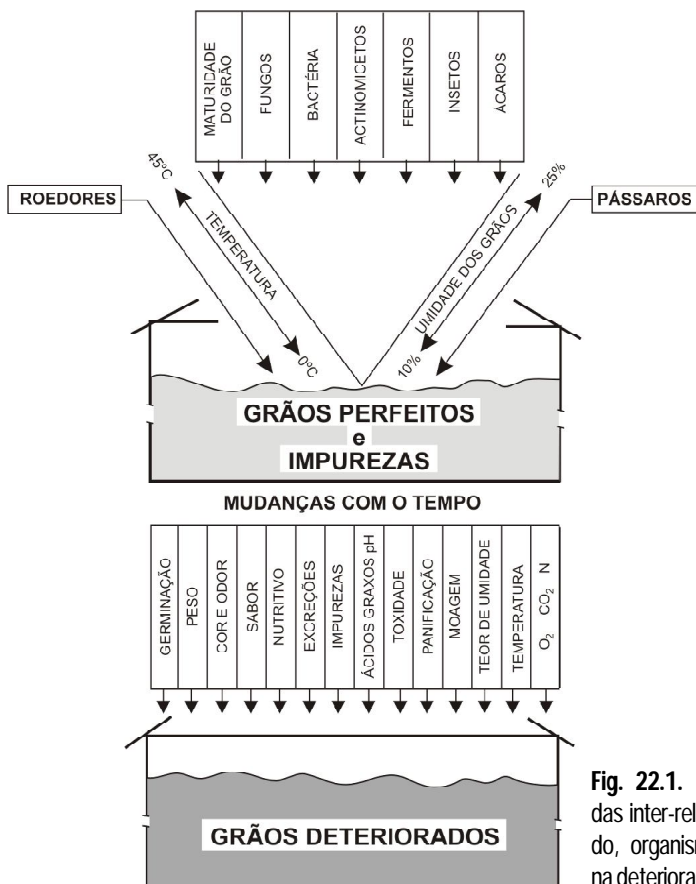 MATURIDADE
DO GRÃO
FUNGOS
BACTÉRIA
ACTINOMICETOS
FERMENTOS
INSETOS
ÁCAROS
45ºC
25%
ROEDORES
PÁSSAROS
TEMPERATURA
UMIDADE DOS GRÃOS
0ºC
10%
GRÃOS PERFEITOS
e
IMPUREZAS
MUDANÇAS COM O TEMPO
GERMINAÇÃO
PESO
COR E ODOR
SABOR
NUTRITIVO
EXCREÇÕES
IMPUREZAS
ÁCIDOS GRAXOS pH
TOXIDADE
PANIFICAÇÃO
MOAGEM
TEOR DE UMIDADE
TEMPERATURA
O₂ CO₂ N
GRÃOS DETERIORADOS
Fig. 22.1.
das inter-rel
do, organism
na deteriora